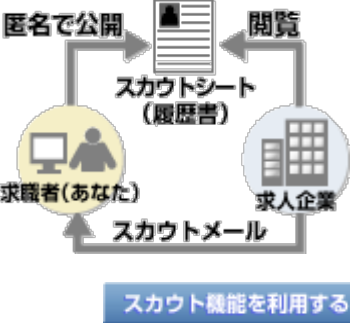 匿名で公開
閲覧
スカウトシート
(履歴書)
求職者(あなた)
求人企業
スカウトメール
スカウト機能を利用する